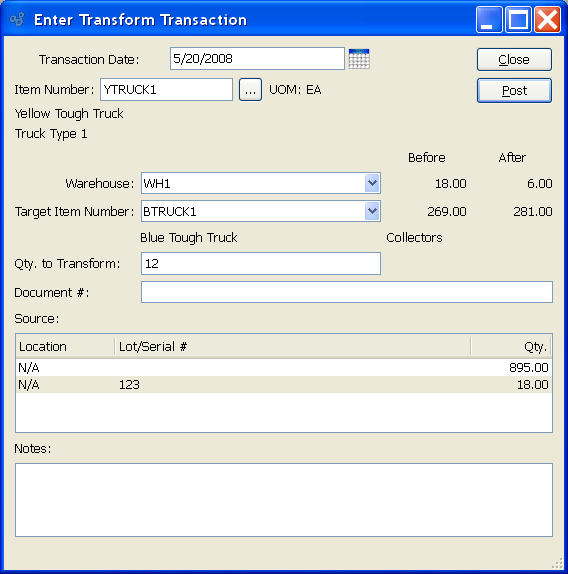 Enter Transform Transaction
Transaction Date: 5/20/2008 Close
Item Number: YTRUCK1 ... UOM: EA Post
Yellow Tough Truck
Truck Type 1
Before After
Warehouse: WH1 18.00 6.00
Target Item Number: BTRUCK1 269.00 281.00
Blue Tough Truck Collectors
Qty. to Transform: 12
Document #:
Source:
Location Lot/Serial # Qty.
N/A 895.00
N/A 123 18.00
Notes: